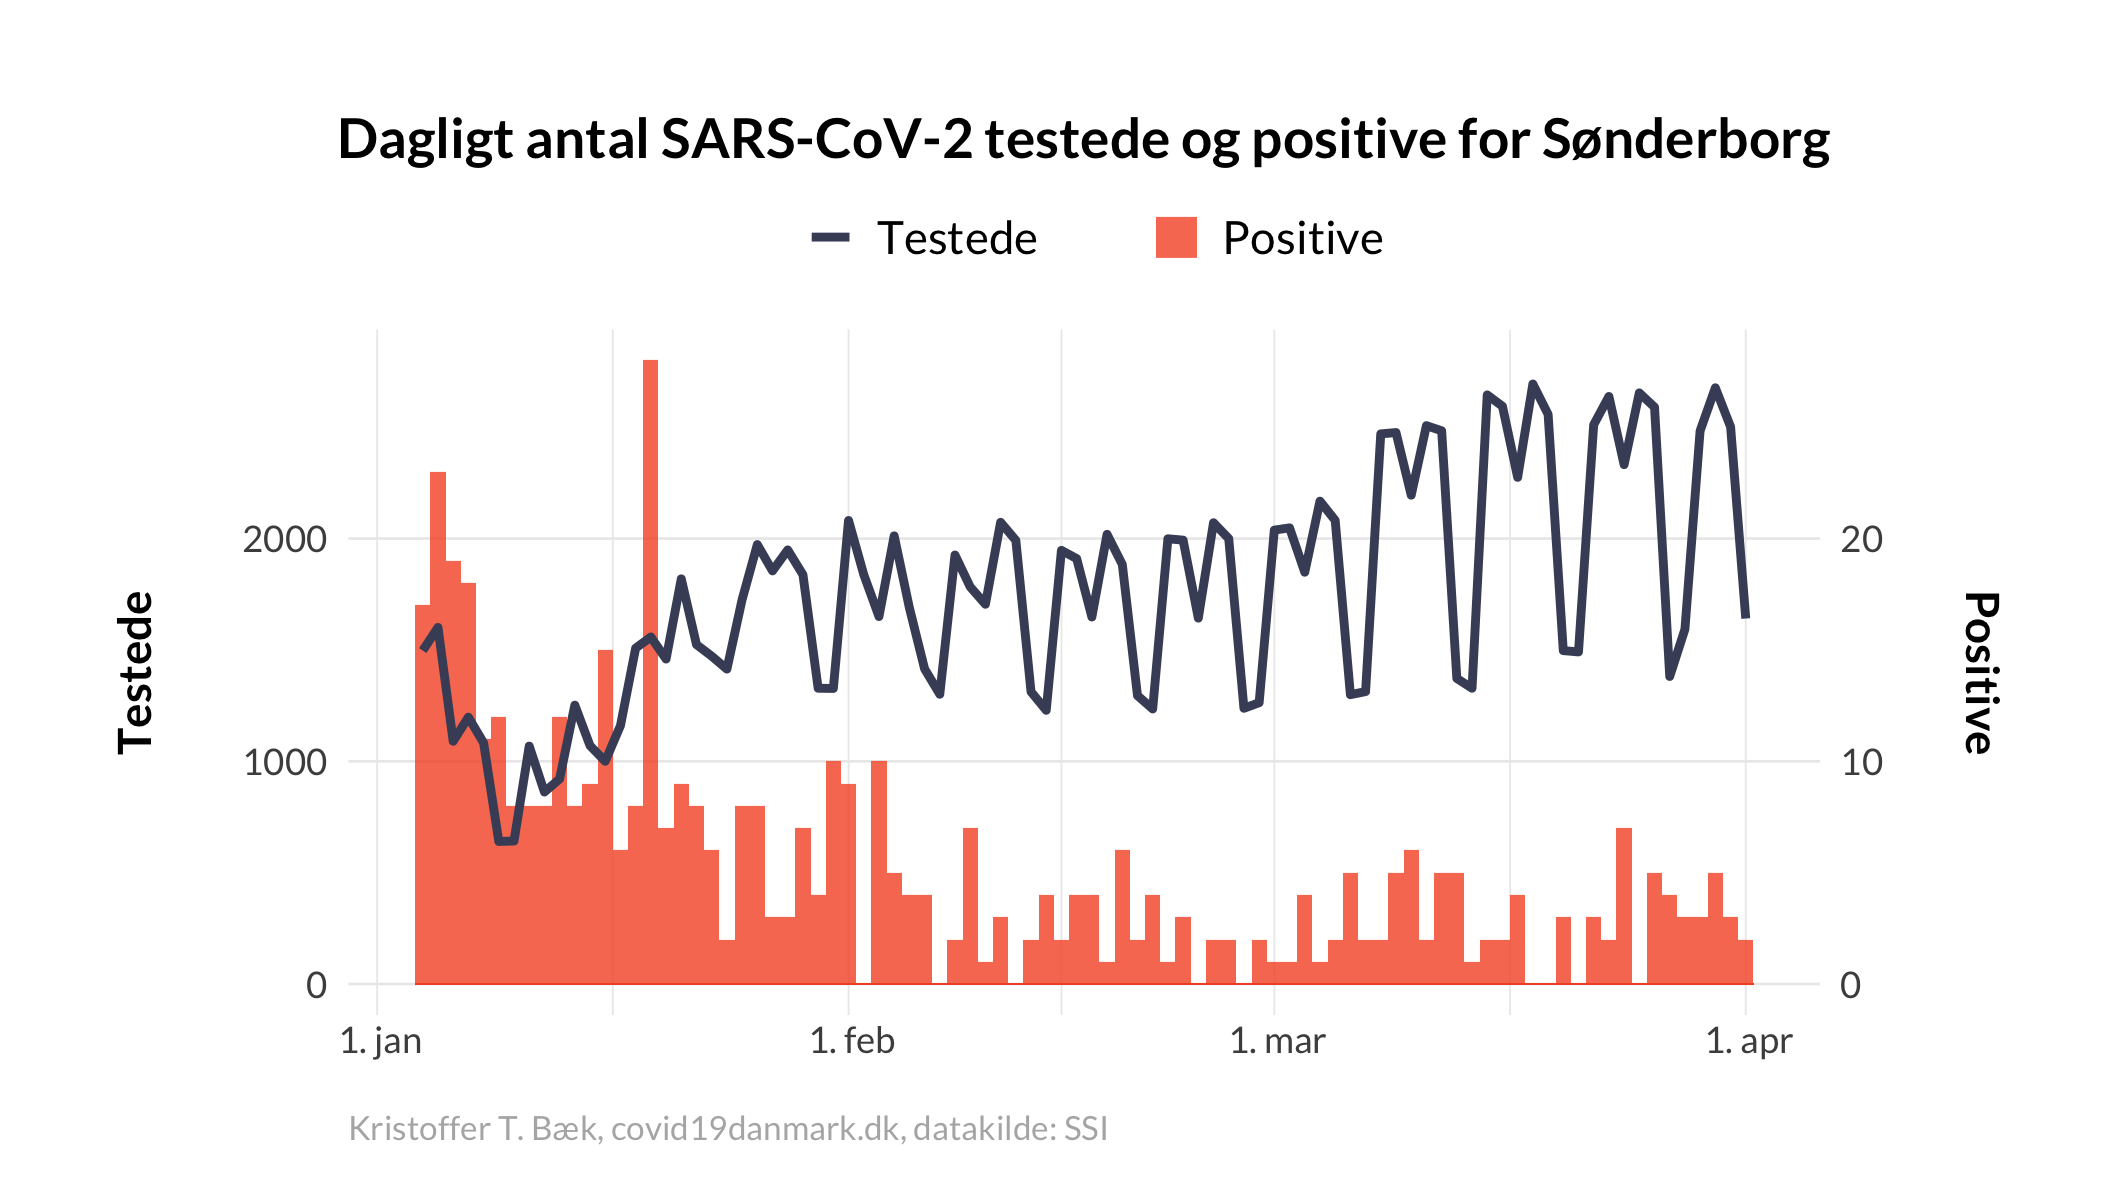 Dagligt antal SARS-CoV-2 testede og positive for Sønderborg
Testede
Positive
2000
1000
0
Testede
20
10
0
Positive
1. jan
1. feb
1. mar
1. apr
Kristoffer T. Bæk, covid19danmark.dk, datakilde: SSI